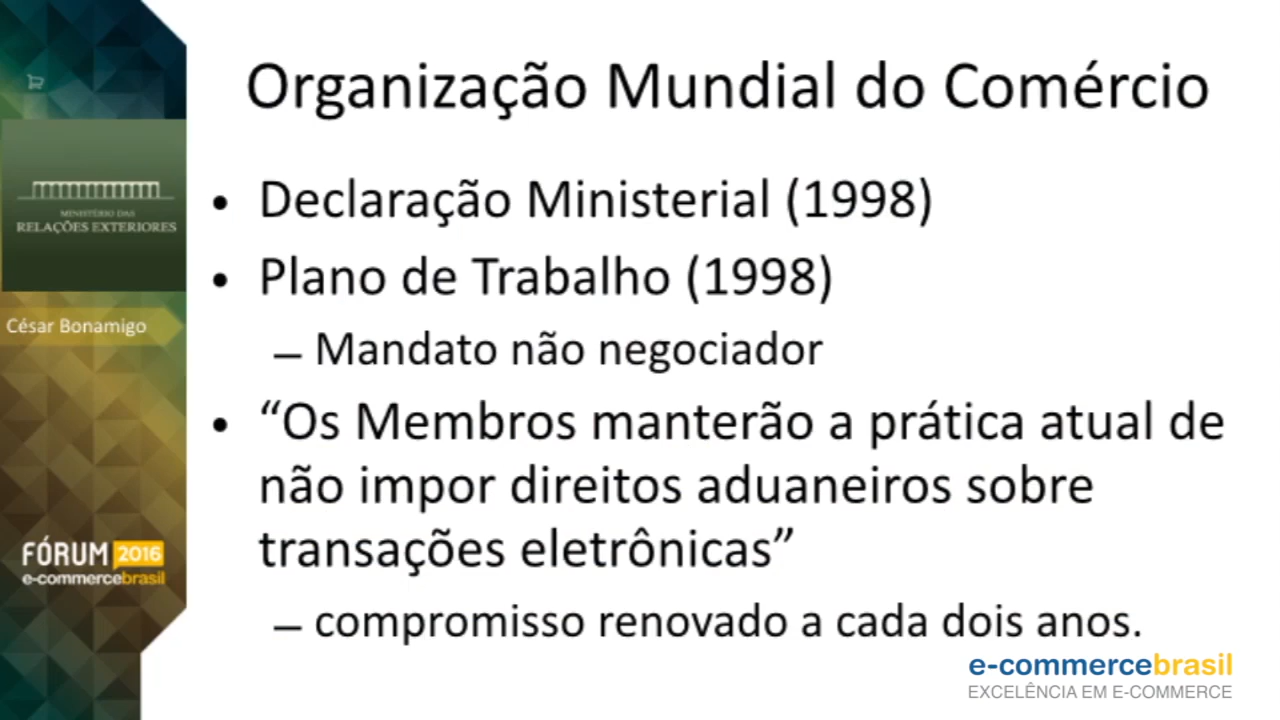 Organização Mundial do Comércio
• Declaração Ministerial (1998)
• Plano de Trabalho (1998)
– Mandato não negociador
• “Os Membros manterão a prática atual de
não impor direitos aduaneiros sobre
transações eletrônicas”
– compromisso renovado a cada dois anos.
MINISTÉRIO DAS
RELAÇÕES EXTERIORES
César Bonamigo
FÓRUM 2016
e-commercebrasil
e-commercebrasil
EXCELÊNCIA EM E-COMMERCE